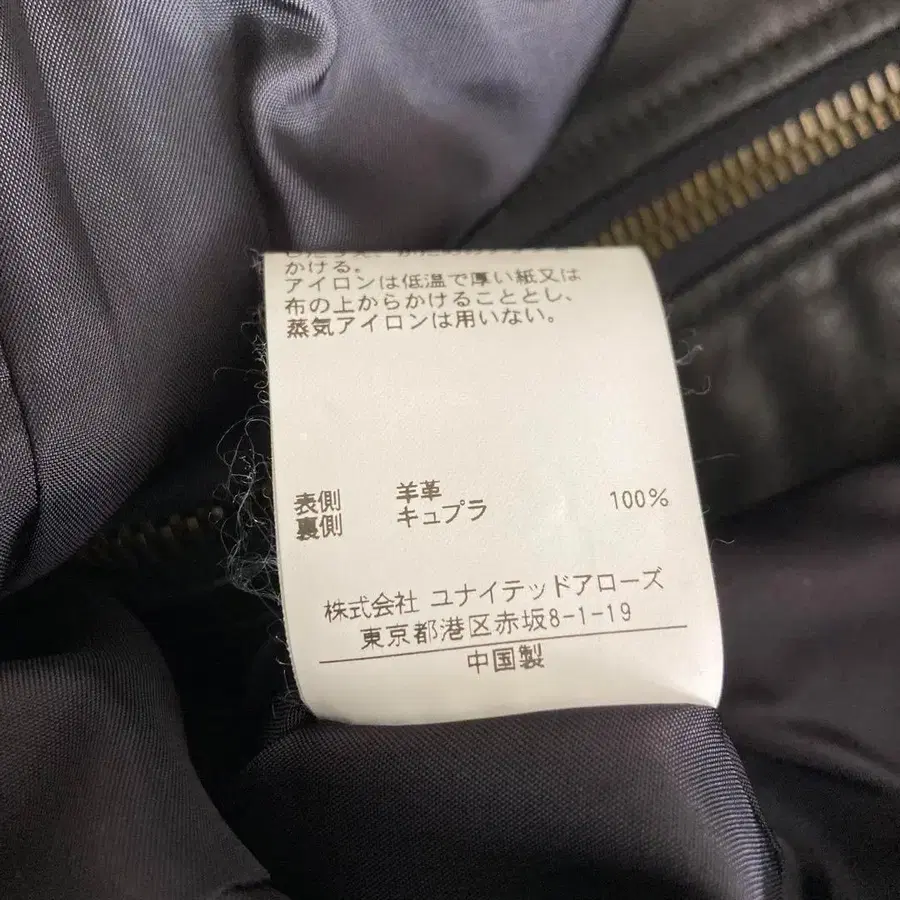 かける。
アイロンは低温で厚い紙又は
布の上からかけることとし、
蒸気アイロンは用いない。
表側 羊革
裏側 キュプラ 100%
株式会社 ユナイテッドアローズ
東京都港区赤坂8-1-19
中国製